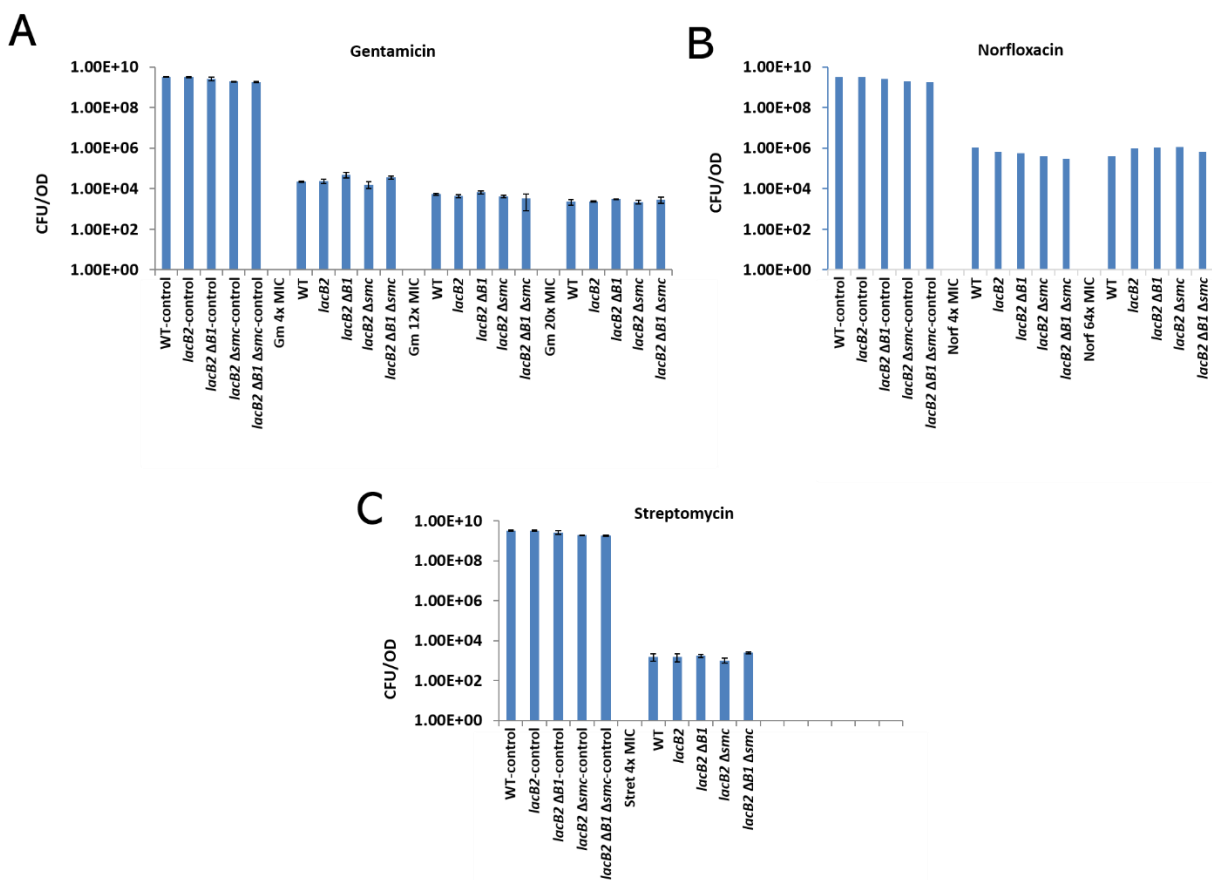 A
Gentamicin
CFU/OD
1.00E+10
1.00E+08
1.00E+06
1.00E+04
1.00E+02
1.00E+00
WT-control
lacB2-control
lacB2 ΔB1-control
lacB2 Δsmc-control
lacB2 ΔB1 Δsmc-control
Gm 4x MIC
WT
lacB2
lacB2 ΔB1
lacB2 Δsmc
lacB2 ΔB1 Δsmc
Gm 12x MIC
WT
lacB2
lacB2 ΔB1
lacB2 Δsmc
lacB2 ΔB1 Δsmc
Gm 20x MIC
WT
lacB2
lacB2 ΔB1
lacB2 Δsmc
lacB2 ΔB1 Δsmc
B
Norfloxacin
CFU/OD
1.00E+10
1.00E+08
1.00E+06
1.00E+04
1.00E+02
1.00E+00
WT-control
lacB2-control
lacB2 ΔB1-control
lacB2 Δsmc-control
lacB2 ΔB1 Δsmc-control
Norf 4x MIC
WT
lacB2
lacB2 ΔB1
lacB2 Δsmc
lacB2 ΔB1 Δsmc
Norf 64x MIC
WT
lacB2
lacB2 ΔB1
lacB2 Δsmc
lacB2 ΔB1 Δsmc
C
Streptomycin
CFU/OD
1.00E+10
1.00E+08
1.00E+06
1.00E+04
1.00E+02
1.00E+00
WT-control
lacB2-control
lacB2 ΔB1-control
lacB2 Δsmc-control
lacB2 ΔB1 Δsmc-control
Stret 4x MIC
WT
lacB2
lacB2 ΔB1
lacB2 Δsmc
lacB2 ΔB1 Δsmc